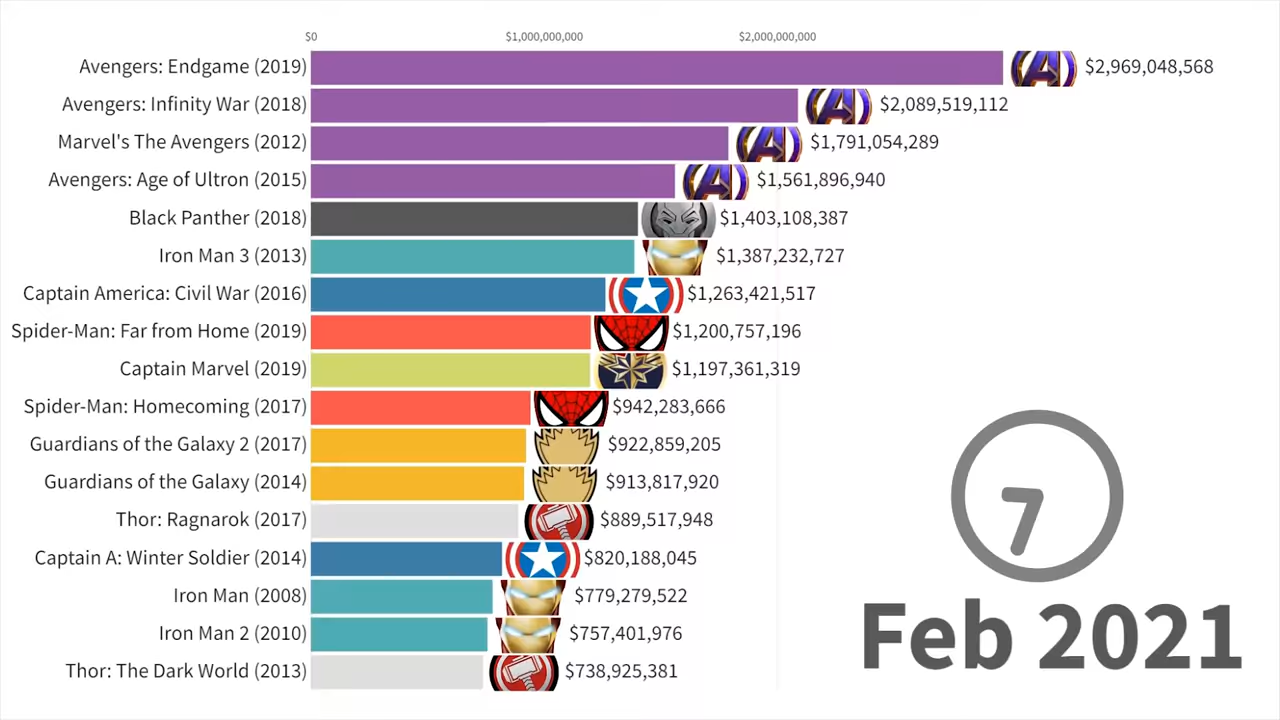 $0 $1,000,000,000 $2,000,000,000
Avengers: Endgame (2019) $2,969,048,568
Avengers: Infinity War (2018) $2,089,519,112
Marvel's The Avengers (2012) $1,791,054,289
Avengers: Age of Ultron (2015) $1,561,896,940
Black Panther (2018) $1,403,108,387
Iron Man 3 (2013) $1,387,232,727
Captain America: Civil War (2016) $1,263,421,517
Spider-Man: Far from Home (2019) $1,200,757,196
Captain Marvel (2019) $1,197,361,319
Spider-Man: Homecoming (2017) $942,283,666
Guardians of the Galaxy 2 (2017) $922,859,205
Guardians of the Galaxy (2014) $913,817,920
Thor: Ragnarok (2017) $889,517,948
Captain A: Winter Soldier (2014) $820,188,045
Iron Man (2008) $779,279,522
Iron Man 2 (2010) $757,401,976
Thor: The Dark World (2013) $738,925,381
Feb 2021